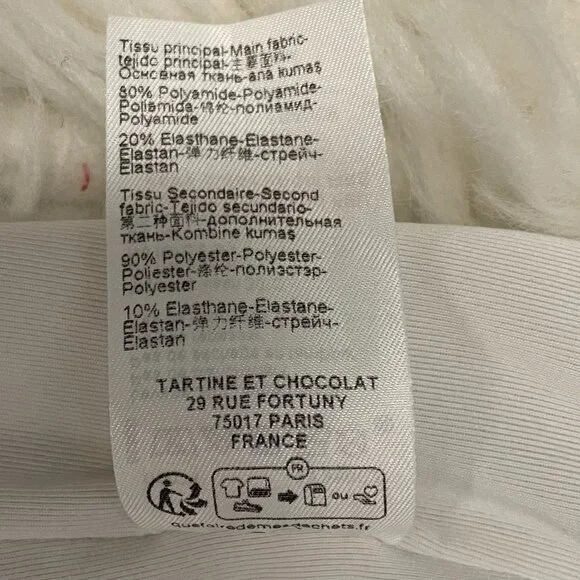 Tissu principal-Main fabric-
tejido principal-主要面料-
Основная ткань-ana kumaş
80% Polyamide-Polyamide-
Poliamida-锦纶-полиамид-
Polyamide
20% Elasthane-Elastane-
Elastan-弹力纤维-стрейч-
Elastan
Tissu Secondaire-Second
fabric-Tejido secundario-
第二种面料-дополнительная
ткань-Kombine kumaş
90% Polyester-Polyester-
Poliester-涤纶-полиэстэр-
Polyester
10% Elasthane-Elastane-
Elastan-弹力纤维-стрейч-
Elastan
TARTINE ET CHOCOLAT
29 RUE FORTUNY
75017 PARIS
FRANCE
FR
ou
quefairedemesdechets.fr